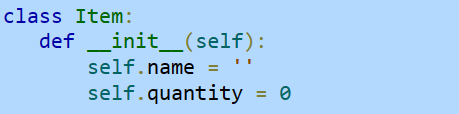 class Item:
   def __init__(self):
       self.name = ''
       self.quantity = 0